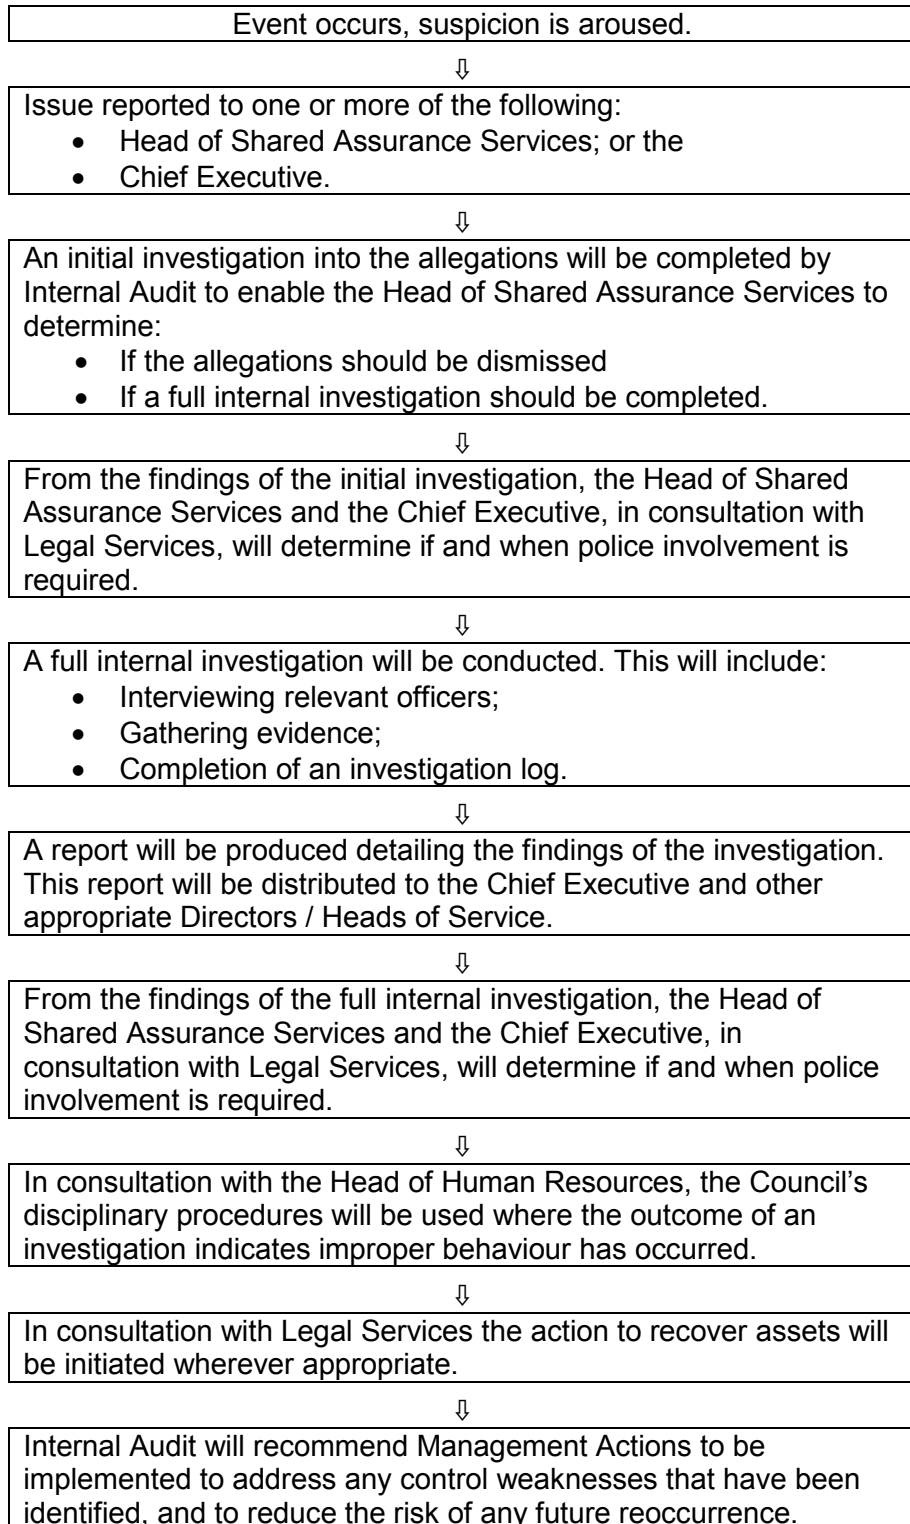 Event occurs, suspicion is aroused.
⇩
Issue reported to one or more of the following:
• Head of Shared Assurance Services; or the
• Chief Executive.
⇩
An initial investigation into the allegations will be completed by
Internal Audit to enable the Head of Shared Assurance Services to
determine:
• If the allegations should be dismissed
• If a full internal investigation should be completed.
⇩
From the findings of the initial investigation, the Head of Shared
Assurance Services and the Chief Executive, in consultation with
Legal Services, will determine if and when police involvement is
required.
⇩
A full internal investigation will be conducted. This will include:
• Interviewing relevant officers;
• Gathering evidence;
• Completion of an investigation log.
⇩
A report will be produced detailing the findings of the investigation.
This report will be distributed to the Chief Executive and other
appropriate Directors / Heads of Service.
⇩
From the findings of the full internal investigation, the Head of
Shared Assurance Services and the Chief Executive, in
consultation with Legal Services, will determine if and when police
involvement is required.
⇩
In consultation with the Head of Human Resources, the Council’s
disciplinary procedures will be used where the outcome of an
investigation indicates improper behaviour has occurred.
⇩
In consultation with Legal Services the action to recover assets will
be initiated wherever appropriate.
⇩
Internal Audit will recommend Management Actions to be
implemented to address any control weaknesses that have been
identified, and to reduce the risk of any future reoccurrence.